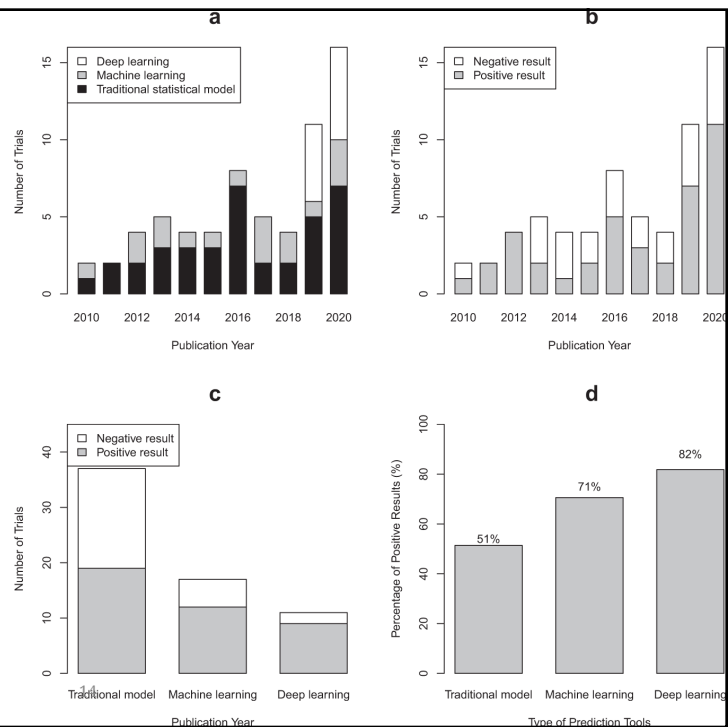 a
15
10
5
0
Number of Trials
Deep learning
Machine learning
Traditional statistical model
2010 2012 2014 2016 2018 2020
Publication Year
b
15
10
5
0
Number of Trials
Negative result
Positive result
2010 2012 2014 2016 2018 2020
Publication Year
c
40
30
20
10
0
Number of Trials
Negative result
Positive result
Traditional model Machine learning Deep learning
14
Publication Year
d
100
80
60
40
20
0
Percentage of Positive Results (%)
51%
71%
82%
Traditional model Machine learning Deep learning
Type of Prediction Tools